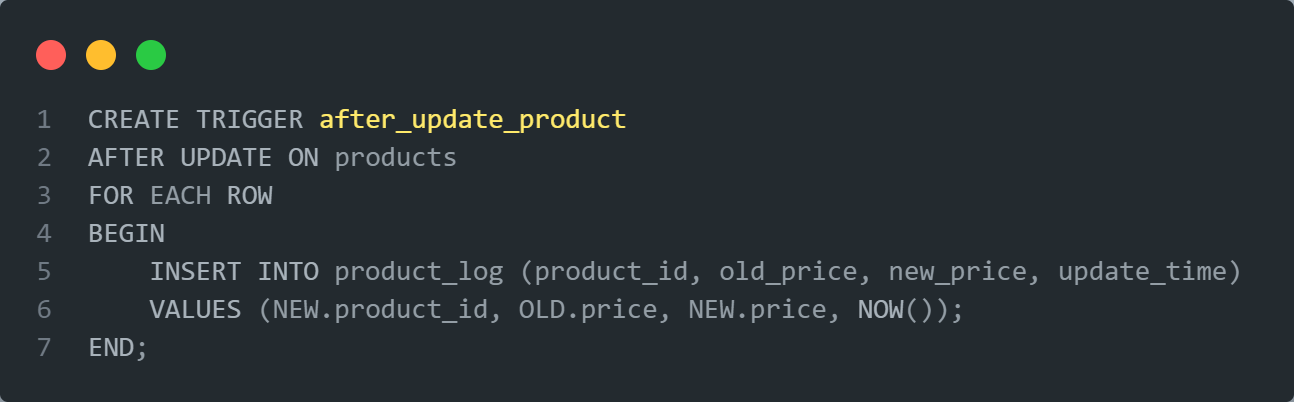 1 CREATE TRIGGER after_update_product
2 AFTER UPDATE ON products
3 FOR EACH ROW
4 BEGIN
5     INSERT INTO product_log (product_id, old_price, new_price, update_time)
6     VALUES (NEW.product_id, OLD.price, NEW.price, NOW());
7 END;